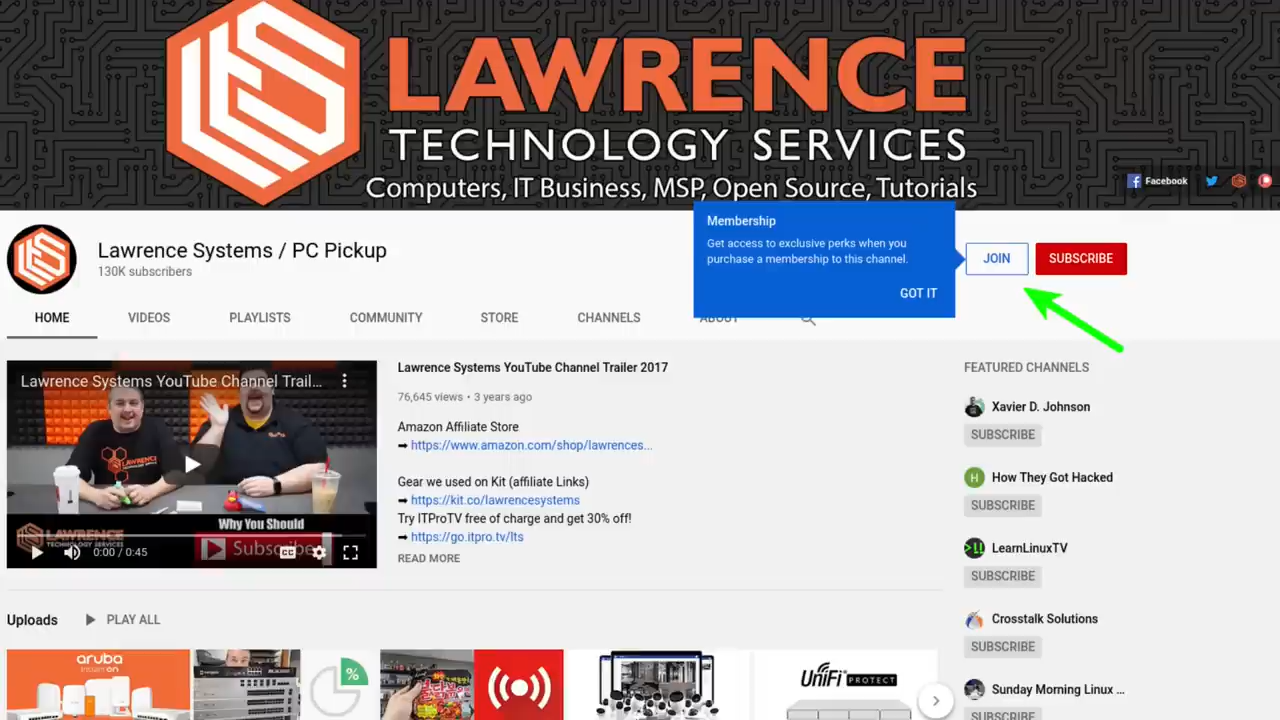 LAWRENCE
TECHNOLOGY SERVICES
Computers, IT Business, MSP, Open Source, Tutorials
Facebook
Lawrence Systems / PC Pickup
130K subscribers
Membership
Get access to exclusive perks when you
purchase a membership to this channel.
GOT IT
JOIN
SUBSCRIBE
HOME
VIDEOS
PLAYLISTS
COMMUNITY
STORE
CHANNELS
ABOUT
Lawrence Systems YouTube Channel Trail...
LAWRENCE
TECHNOLOGY SERVICES
Why You Should
Subscribe
0:00 / 0:45
Lawrence Systems YouTube Channel Trailer 2017
76,645 views • 3 years ago
Amazon Affiliate Store
➡ https://www.amazon.com/shop/lawrences...
Gear we used on Kit (affiliate Links)
➡ https://kit.co/lawrencesystems
Try ITProTV free of charge and get 30% off!
➡ https://go.itpro.tv/lts
READ MORE
FEATURED CHANNELS
Xavier D. Johnson
SUBSCRIBE
H
How They Got Hacked
SUBSCRIBE
LearnLinuxTV
SUBSCRIBE
Crosstalk Solutions
SUBSCRIBE
Sunday Morning Linux ...
SUBSCRIBE
Uploads
PLAY ALL
aruba
%
UniFi PROTECT